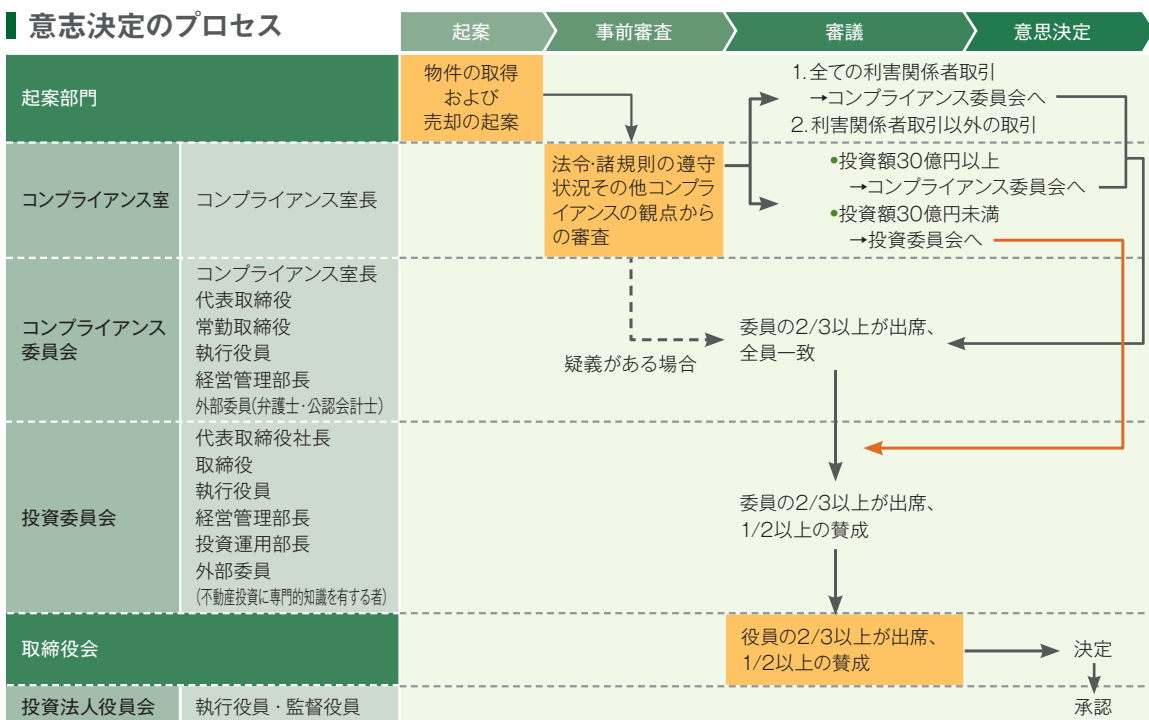 意志決定のプロセス
起案
事前審査
審議
意思決定
起案部門
物件の取得
および
売却の起案
1.全ての利害関係者取引
→コンプライアンス委員会へ
2.利害関係者取引以外の取引
コンプライアンス室
コンプライアンス室長
法令・諸規則の遵守
状況その他コンプラ
イアンスの観点から
の審査
•投資額30億円以上
→コンプライアンス委員会へ
•投資額30億円未満
→投資委員会へ
コンプライアンス
委員会
コンプライアンス室長
代表取締役
常勤取締役
執行役員
経営管理部長
外部委員(弁護士・公認会計士)
疑義がある場合
委員の2/3以上が出席、
全員一致
投資委員会
代表取締役社長
取締役
執行役員
経営管理部長
投資運用部長
外部委員
(不動産投資に専門的知識を有する者)
委員の2/3以上が出席、
1/2以上の賛成
取締役会
役員の2/3以上が出席、
1/2以上の賛成
決定
投資法人役員会
執行役員・監督役員
承認